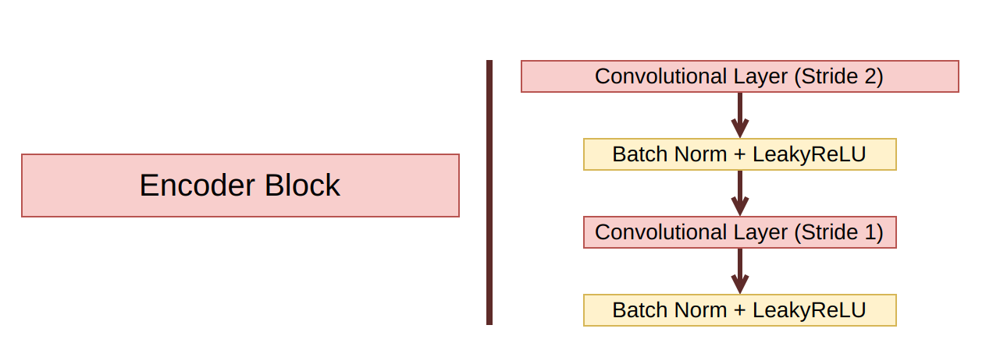 Encoder Block
Convolutional Layer (Stride 2)
Batch Norm + LeakyReLU
Convolutional Layer (Stride 1)
Batch Norm + LeakyReLU